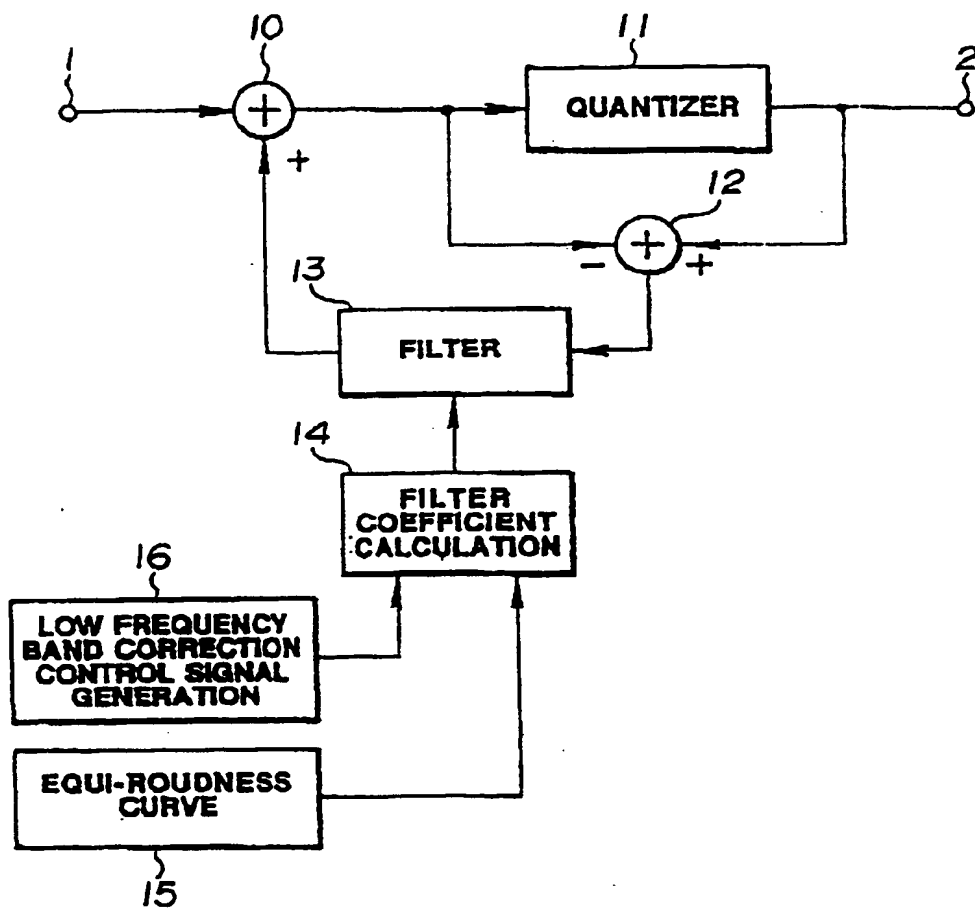 1
10
11
2
+
QUANTIZER
+
12
+
-
+
13
FILTER
14
FILTER
COEFFICIENT
CALCULATION
16
LOW FREQUENCY
BAND CORRECTION
CONTROL SIGNAL
GENERATION
EQUI-ROUDNESS
CURVE
15